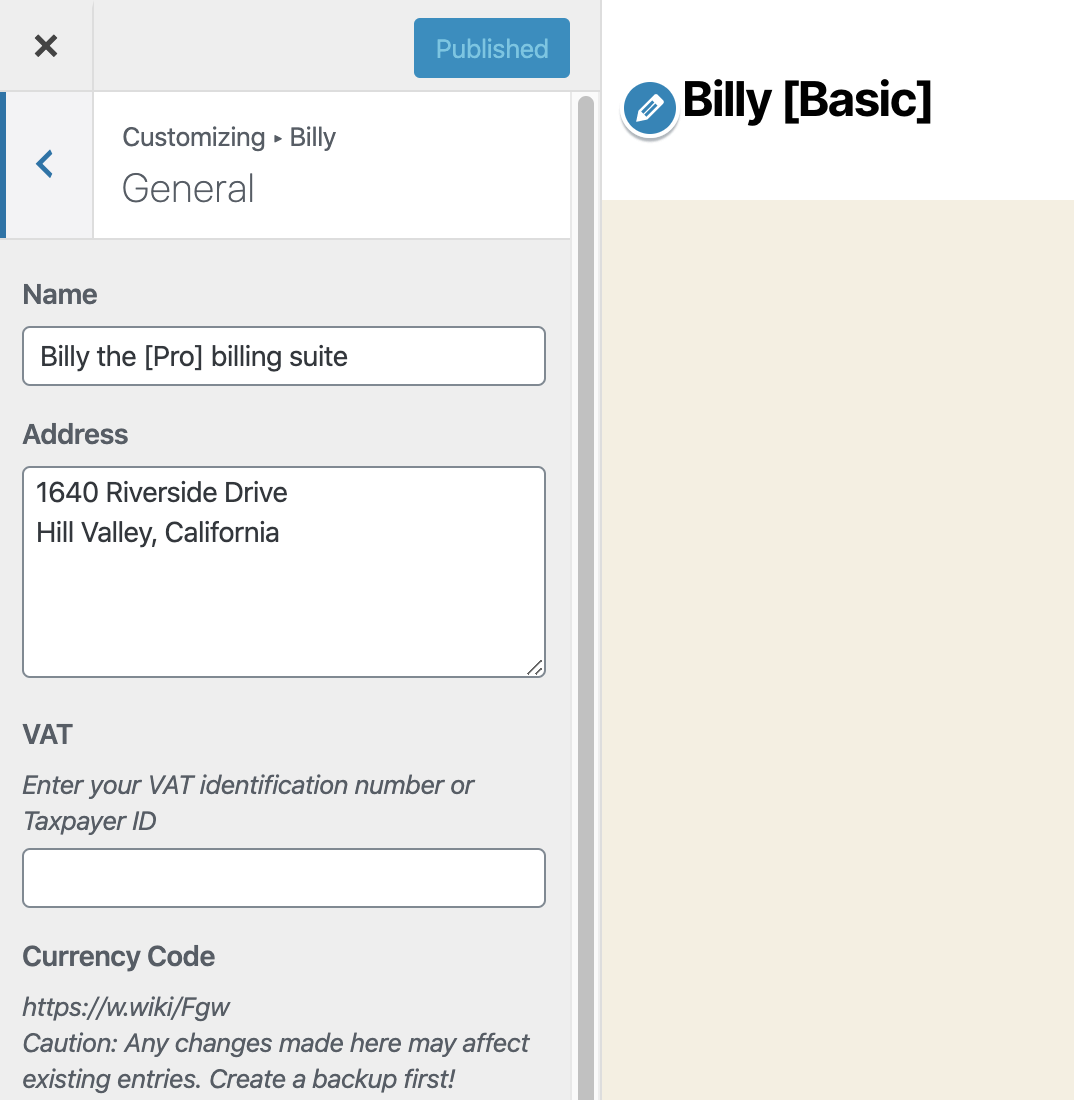 Published
Customizing ▸ Billy
General
Name
Billy the [Pro] billing suite
Address
1640 Riverside Drive
Hill Valley, California
VAT
Enter your VAT identification number or
Taxpayer ID
Currency Code
https://w.wiki/Fgw
Caution: Any changes made here may affect
existing entries. Create a backup first!
Billy [Basic]